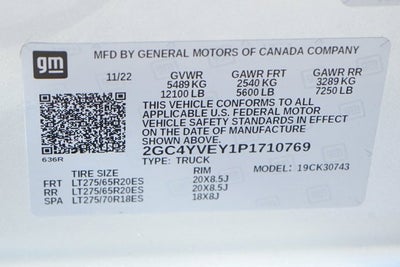 gm
MFD BY GENERAL MOTORS OF CANADA COMPANY
11/22 GVWR GAWR FRT GAWR RR
5489 KG 2540 KG 3289 KG
12100 LB 5600 LB 7250 LB
THIS VEHICLE CONFORMS TO ALL
APPLICABLE U.S. FEDERAL MOTOR
VEHICLE SAFETY STANDARDS IN EFFECT
ON THE DATE OF MANUFACTURE
SHOWN ABOVE.
2GC4YVEY1P1710769
636R
TYPE: TRUCK MODEL: 19CK30743
TIRE SIZE RIM
FRT LT275/65R20ES 20X8.5J
RR LT275/65R20ES 20X8.5J
SPA LT275/70R18ES 18X8J